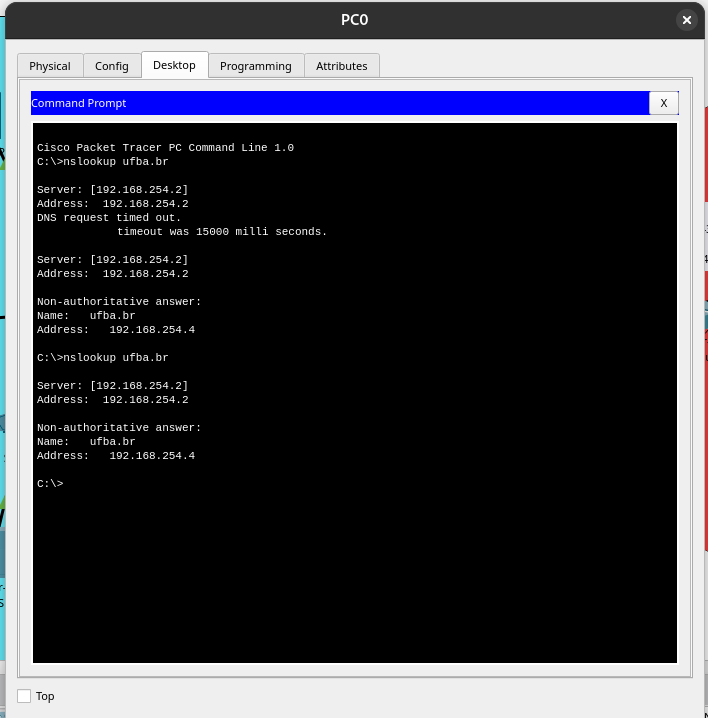 PC0
Physical Config Desktop Programming Attributes
Command Prompt X
Cisco Packet Tracer PC Command Line 1.0
C:\>nslookup ufba.br
Server: [192.168.254.2]
Address:  192.168.254.2
DNS request timed out.
timeout was 15000 milli seconds.
Server: [192.168.254.2]
Address:  192.168.254.2
Non-authoritative answer:
Name:   ufba.br
Address:   192.168.254.4
C:\>nslookup ufba.br
Server: [192.168.254.2]
Address:  192.168.254.2
Non-authoritative answer:
Name:   ufba.br
Address:   192.168.254.4
C:\>
Top